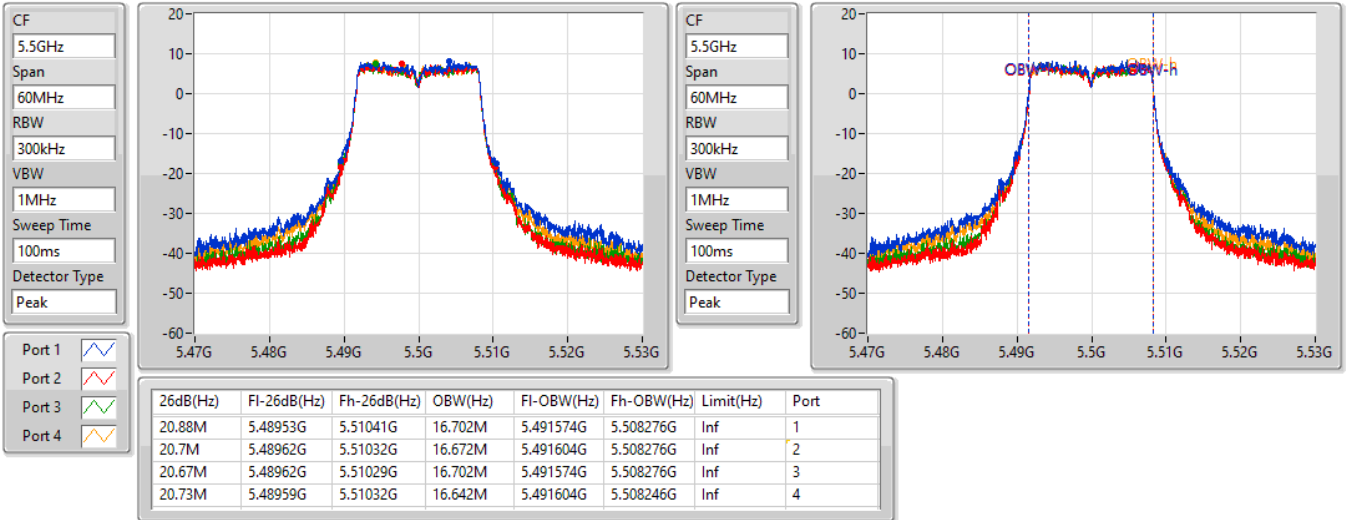 CF
5.5GHz
Span
60MHz
RBW
300kHz
VBW
1MHz
Sweep Time
100ms
Detector Type
Peak
20-
10-
0-
-10-
-20-
-30-
-40-
-50-
-60-
5.47G 5.48G 5.49G 5.5G 5.51G 5.52G 5.53G
CF
5.5GHz
Span
60MHz
RBW
300kHz
VBW
1MHz
Sweep Time
100ms
Detector Type
Peak
20-
10-
0-
-10-
-20-
-30-
-40-
-50-
-60-
OBW-h
5.47G 5.48G 5.49G 5.5G 5.51G 5.52G 5.53G
Port 1
Port 2
Port 3
Port 4
26dB(Hz) Fl-26dB(Hz) Fh-26dB(Hz) OBW(Hz) Fl-OBW(Hz) Fh-OBW(Hz) Limit(Hz) Port
20.88M 5.48953G 5.51041G 16.702M 5.491574G 5.508276G Inf 1
20.7M 5.48962G 5.51032G 16.672M 5.491604G 5.508276G Inf 2
20.67M 5.48962G 5.51029G 16.702M 5.491574G 5.508276G Inf 3
20.73M 5.48959G 5.51032G 16.642M 5.491604G 5.508246G Inf 4